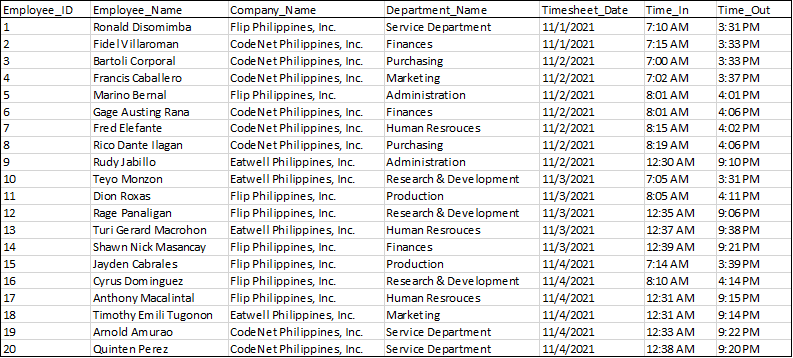 Employee_ID Employee_Name Company_Name Department_Name Timesheet_Date Time_In Time_Out
1 Ronald Disomimba Flip Philippines, Inc. Service Department 11/1/2021 7:10 AM 3:31 PM
2 Fidel Villaroman CodeNet Philippines, Inc. Finances 11/1/2021 7:15 AM 3:33 PM
3 Bartoli Corporal CodeNet Philippines, Inc. Purchasing 11/2/2021 7:00 AM 3:33 PM
4 Francis Caballero CodeNet Philippines, Inc. Marketing 11/2/2021 7:02 AM 3:37 PM
5 Marino Bernal Flip Philippines, Inc. Administration 11/2/2021 8:01 AM 4:01 PM
6 Gage Austing Rana CodeNet Philippines, Inc. Finances 11/2/2021 8:01 AM 4:06 PM
7 Fred Elefante CodeNet Philippines, Inc. Human Resrouces 11/2/2021 8:15 AM 4:02 PM
8 Rico Dante Ilagan CodeNet Philippines, Inc. Purchasing 11/2/2021 8:19 AM 4:06 PM
9 Rudy Jabillo Eatwell Philippines, Inc. Administration 11/2/2021 12:30 AM 9:10 PM
10 Teyo Monzon Eatwell Philippines, Inc. Research & Development 11/3/2021 7:05 AM 3:31 PM
11 Dion Roxas Flip Philippines, Inc. Production 11/3/2021 8:05 AM 4:11 PM
12 Rage Panaligan Flip Philippines, Inc. Research & Development 11/3/2021 12:35 AM 9:06 PM
13 Turi Gerard Macrohon Eatwell Philippines, Inc. Human Resrouces 11/3/2021 12:37 AM 9:38 PM
14 Shawn Nick Masancay Flip Philippines, Inc. Finances 11/3/2021 12:39 AM 9:21 PM
15 Jayden Cabrales Flip Philippines, Inc. Production 11/4/2021 7:14 AM 3:39 PM
16 Cyrus Dominguez Flip Philippines, Inc. Research & Development 11/4/2021 8:10 AM 4:14 PM
17 Anthony Macalintal Flip Philippines, Inc. Human Resrouces 11/4/2021 12:31 AM 9:15 PM
18 Timothy Emili Tugonon Eatwell Philippines, Inc. Marketing 11/4/2021 12:31 AM 9:14 PM
19 Arnold Amurao CodeNet Philippines, Inc. Service Department 11/4/2021 12:33 AM 9:22 PM
20 Quinten Perez CodeNet Philippines, Inc. Service Department 11/4/2021 12:38 AM 9:20 PM